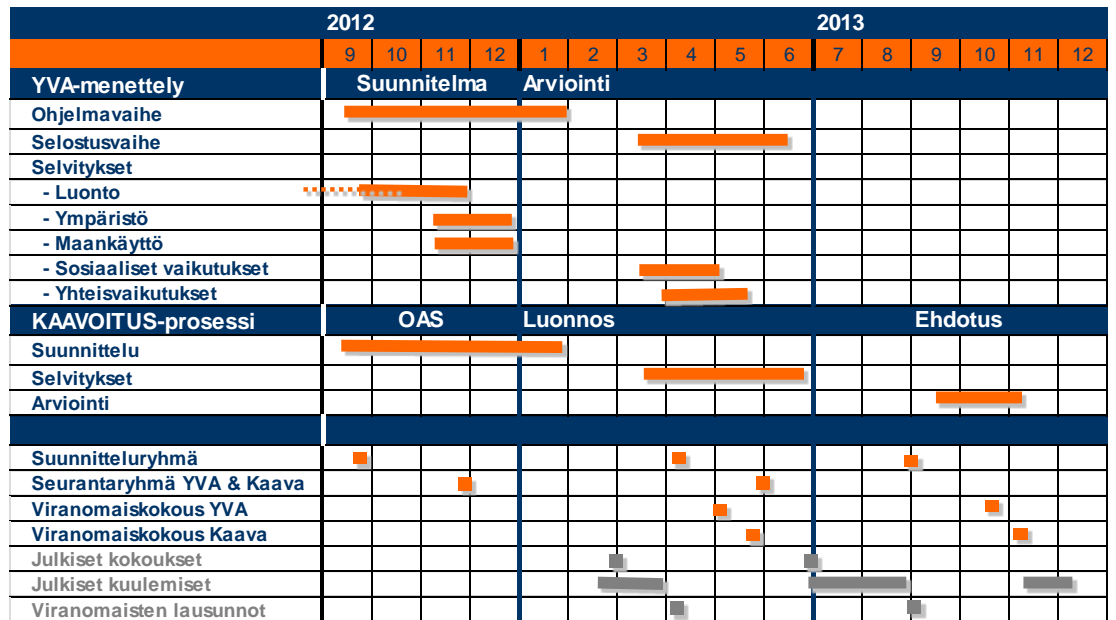 2012 2013
9 10 11 12 1 2 3 4 5 6 7 8 9 10 11 12
YVA-menettely Suunnitelma Arviointi
Ohjelmavaihe
Selostusvaihe
Selvitykset
- Luonto
- Ympäristö
- Maankäyttö
- Sosiaaliset vaikutukset
- Yhteisvaikutukset
KAAVOITUS-prosessi OAS Luonnos Ehdotus
Suunnittelu
Selvitykset
Arviointi
Suunnitteluryhmä
Seurantaryhmä YVA & Kaava
Viranomaiskokous YVA
Viranomaiskokous Kaava
Julkiset kokoukset
Julkiset kuulemiset
Viranomaisten lausunnot